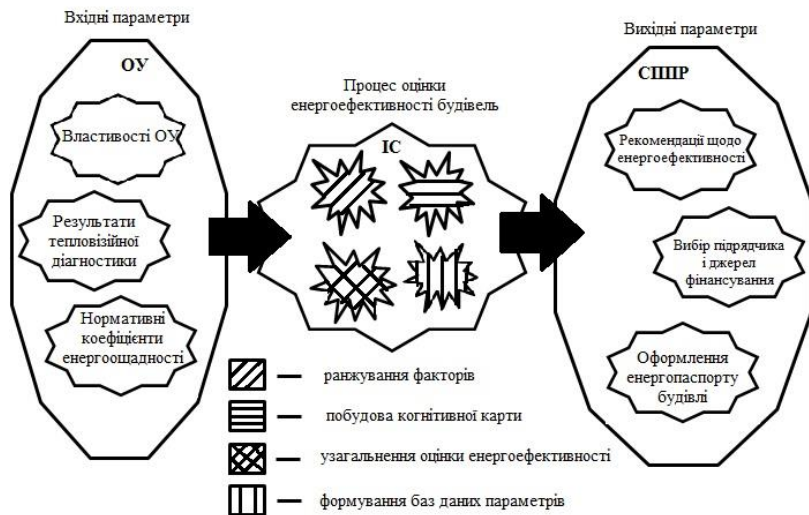 Вхідні параметри
ОУ
Властивості ОУ
Результати
тепловізійної
діагностики
Нормативні
коефіцієнти
енергоощадності
Процес оцінки
енергоефективності будівель
ІС
Вихідні параметри
СППР
Рекомендації щодо
енергоефективності
Вибір підрядчика
і джерел
фінансування
Оформлення
енергопаспорту
будівлі
— ранжування факторів
— побудова когнітивної карти
— узагальнення оцінки енергоефективності
— формування баз даних параметрів